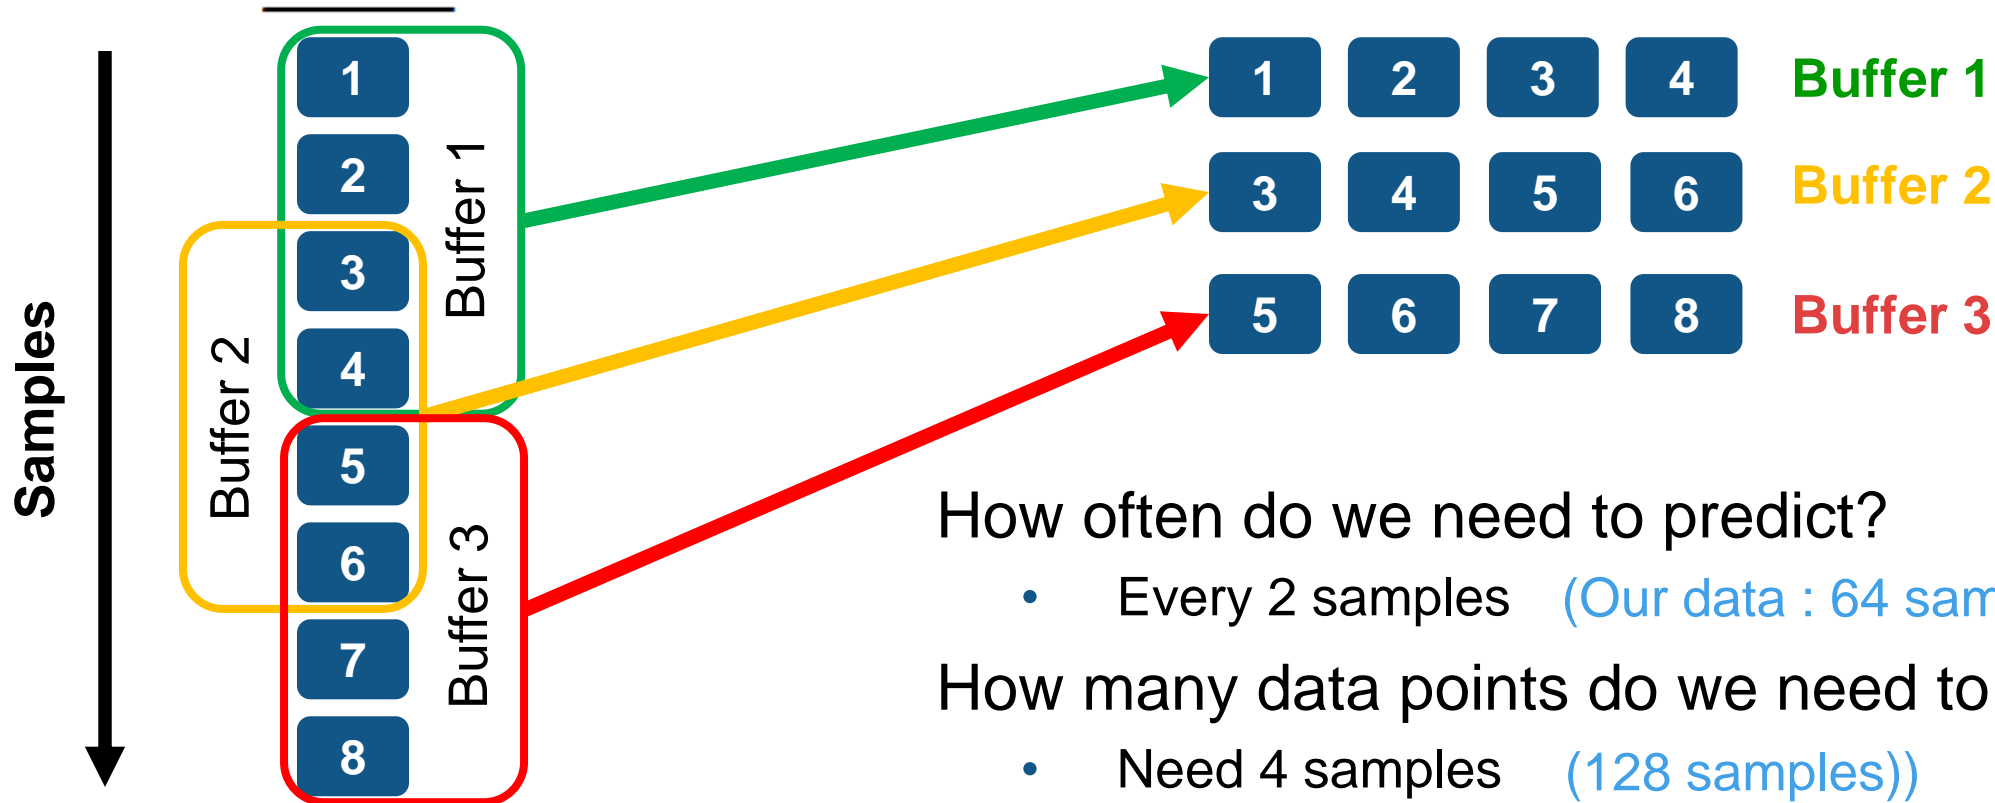 Samples
1
2
3
4
5
6
7
8
Buffer 1
Buffer 2
Buffer 3
1 2 3 4 Buffer 1
3 4 5 6 Buffer 2
5 6 7 8 Buffer 3
How often do we need to predict?
• Every 2 samples (Our data : 64
How many data points do we need to
• Need 4 samples (128 samples))